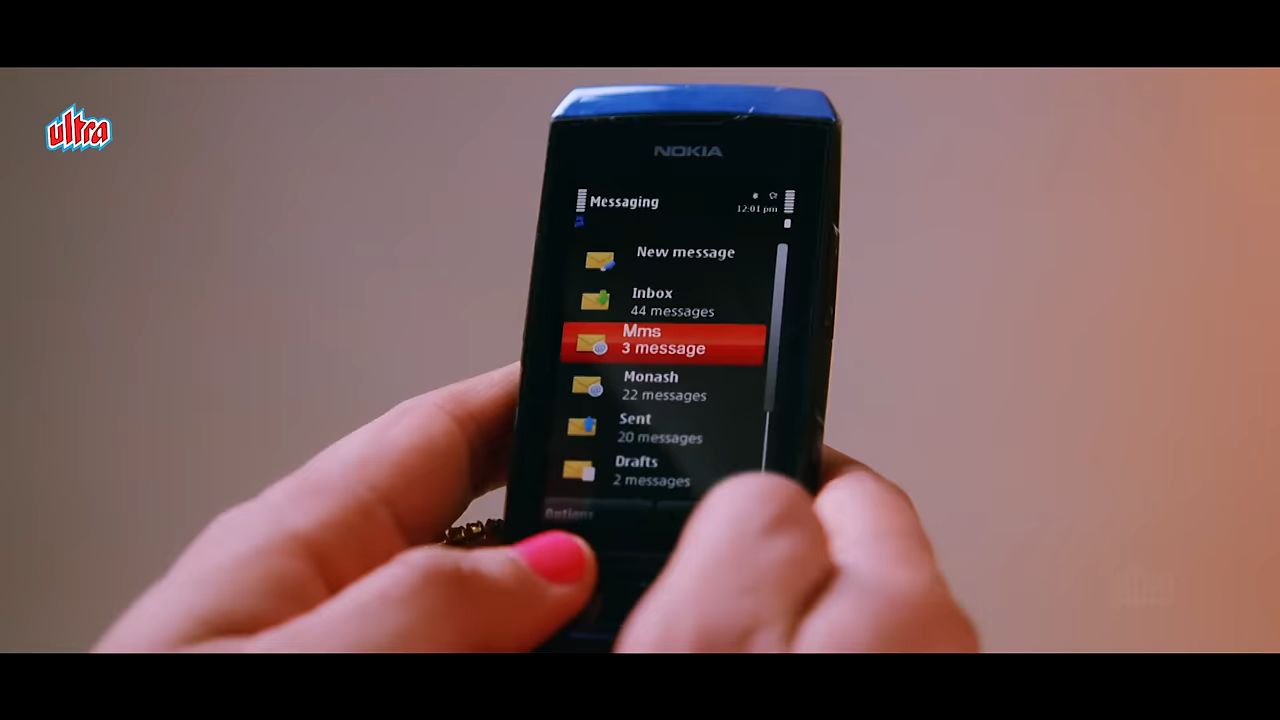 ultra
NOKIA
Messaging
12:01 pm
New message
Inbox
44 messages
Mms
3 message
Monash
22 messages
Sent
20 messages
Drafts
2 messages
Options